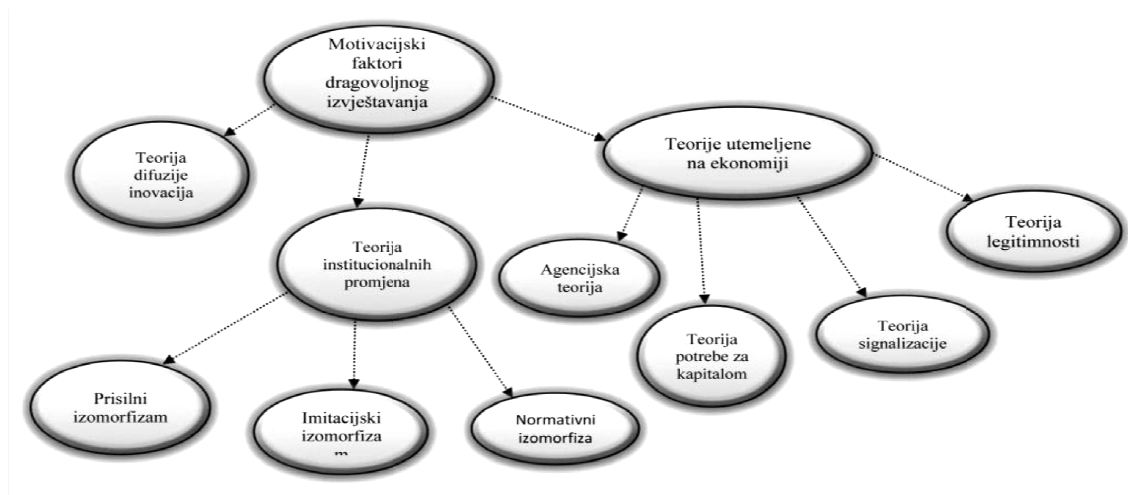 Motivacijski
faktori
dragovoljnog
izvještavanja
Teorija
difuzije
inovacija
Teorije utemeljene
na ekonomiji
Teorija
institucionalnih
promjena
Agencijska
teorija
Teorija
potrebe za
kapitalom
Teorija
signalizacije
Teorija
legitimnosti
Prisilni
izomorfizam
Imitacijski
izomorfiza
m
Normativni
izomorfiza